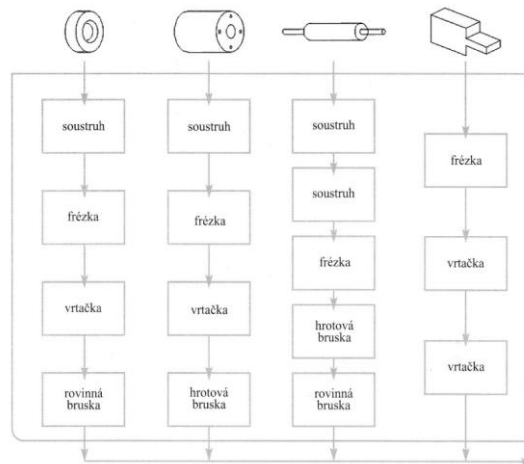 soustruh
frézka
vrtačka
rovinná
bruska
soustruh
frézka
vrtačka
hrotová
bruska
soustruh
soustruh
frézka
hrotová
bruska
rovinná
bruska
frézka
vrtačka
vrtačka